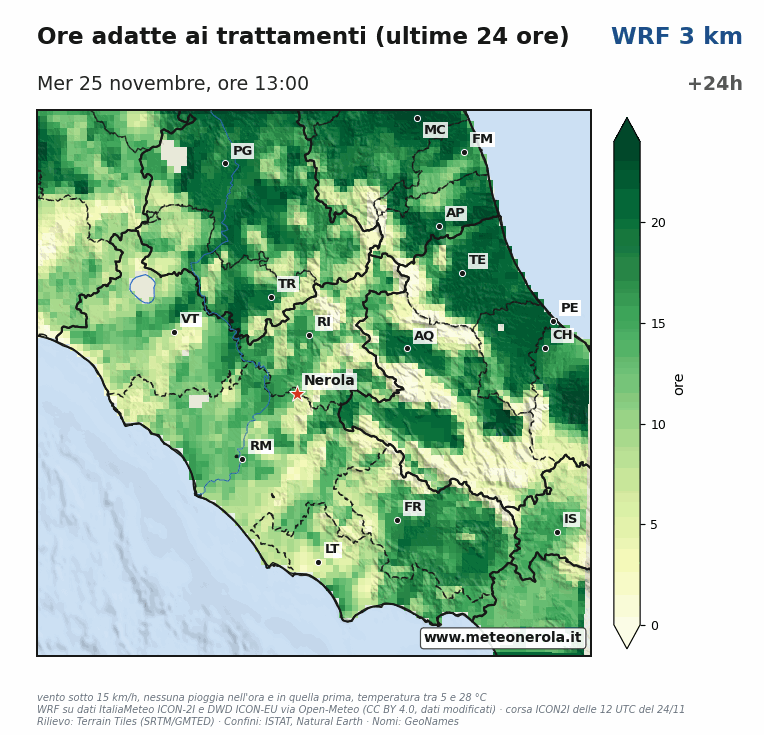 Ore adatte ai trattamenti (ultime 24 ore) WRF 3 km
Mer 25 novembre, ore 13:00 +24h
MC
FM
PG
AP
TE
TR
PE
VT
RI
AQ
CH
Nerola
RM
FR
IS
LT
www.meteonerola.it
20
15
10
5
0
ore
vento sotto 15 km/h, nessuna pioggia nell'ora e in quella prima, temperatura tra 5 e 28 °C
WRF su dati ItaliaMeteo ICON-2I e DWD ICON-EU via Open-Meteo (CC BY 4.0, dati modificati) · corsa ICON2I delle 12 UTC del 24/11
Rilievo: Terrain Tiles (SRTM/GMTED) · Confini: ISTAT, Natural Earth · Nomi: GeoNames